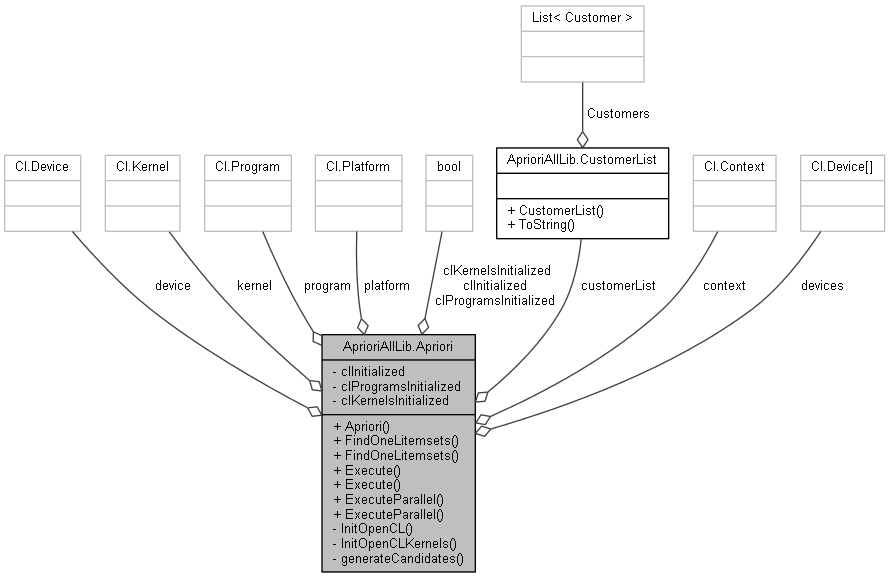 List< Customer >
Customers
Cl.Device
Cl.Kernel
Cl.Program
Cl.Platform
bool
AprioriAllLib.CustomerList
+ CustomerList()
+ ToString()
Cl.Context
Cl.Device[]
device
kernel
program
platform
clKernelsInitialized
clInitialized
clProgramsInitialized
customerList
context
devices
AprioriAllLib.Apriori
- clInitialized
- clProgramsInitialized
- clKernelsInitialized
+ Apriori()
+ FindOneLitemsets()
+ FindOneLitemsets()
+ Execute()
+ Execute()
+ ExecuteParallel()
+ ExecuteParallel()
- InitOpenCL()
- InitOpenCLKernels()
- generateCandidates()